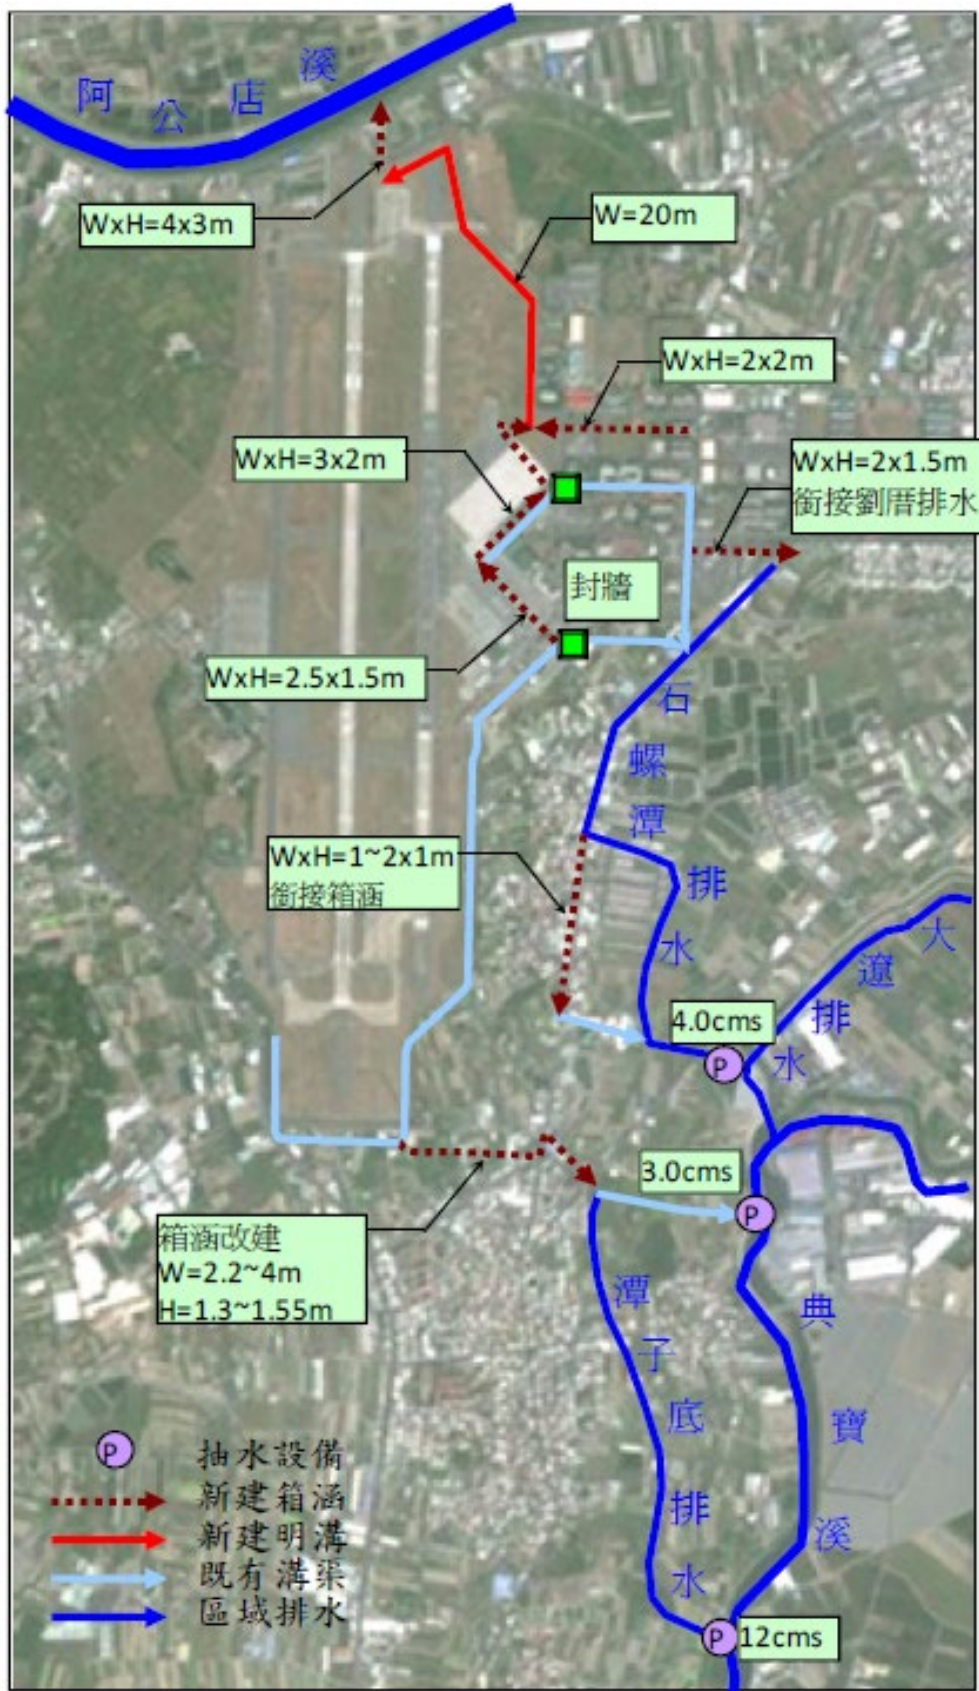 阿公店溪
WxH=4x3m
W=20m
WxH=2x2m
WxH=3x2m
WxH=2x1.5m
銜接劉厝排水
封牆
WxH=2.5x1.5m
石螺潭排水
WxH=1~2x1m
銜接箱涵
大遼排水
4.0cms
P
3.0cms
P
箱涵改建
W=2.2~4m
H=1.3~1.55m
潭子底排水
典寶溪
P 抽水設備
新建箱涵
新建明溝
既有溝渠
區域排水
P 12cms